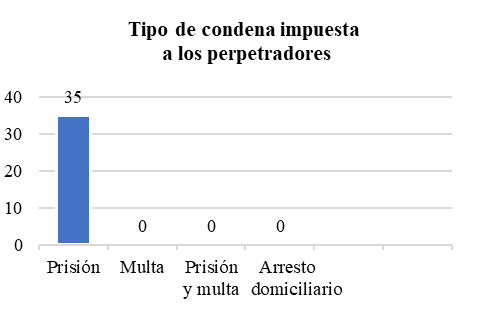 Tipo de condena impuesta
a los perpetradores
40
30
20
10
0
35
0
0
0
Prisión
Multa
Prisión
y multa
Arresto
domiciliario